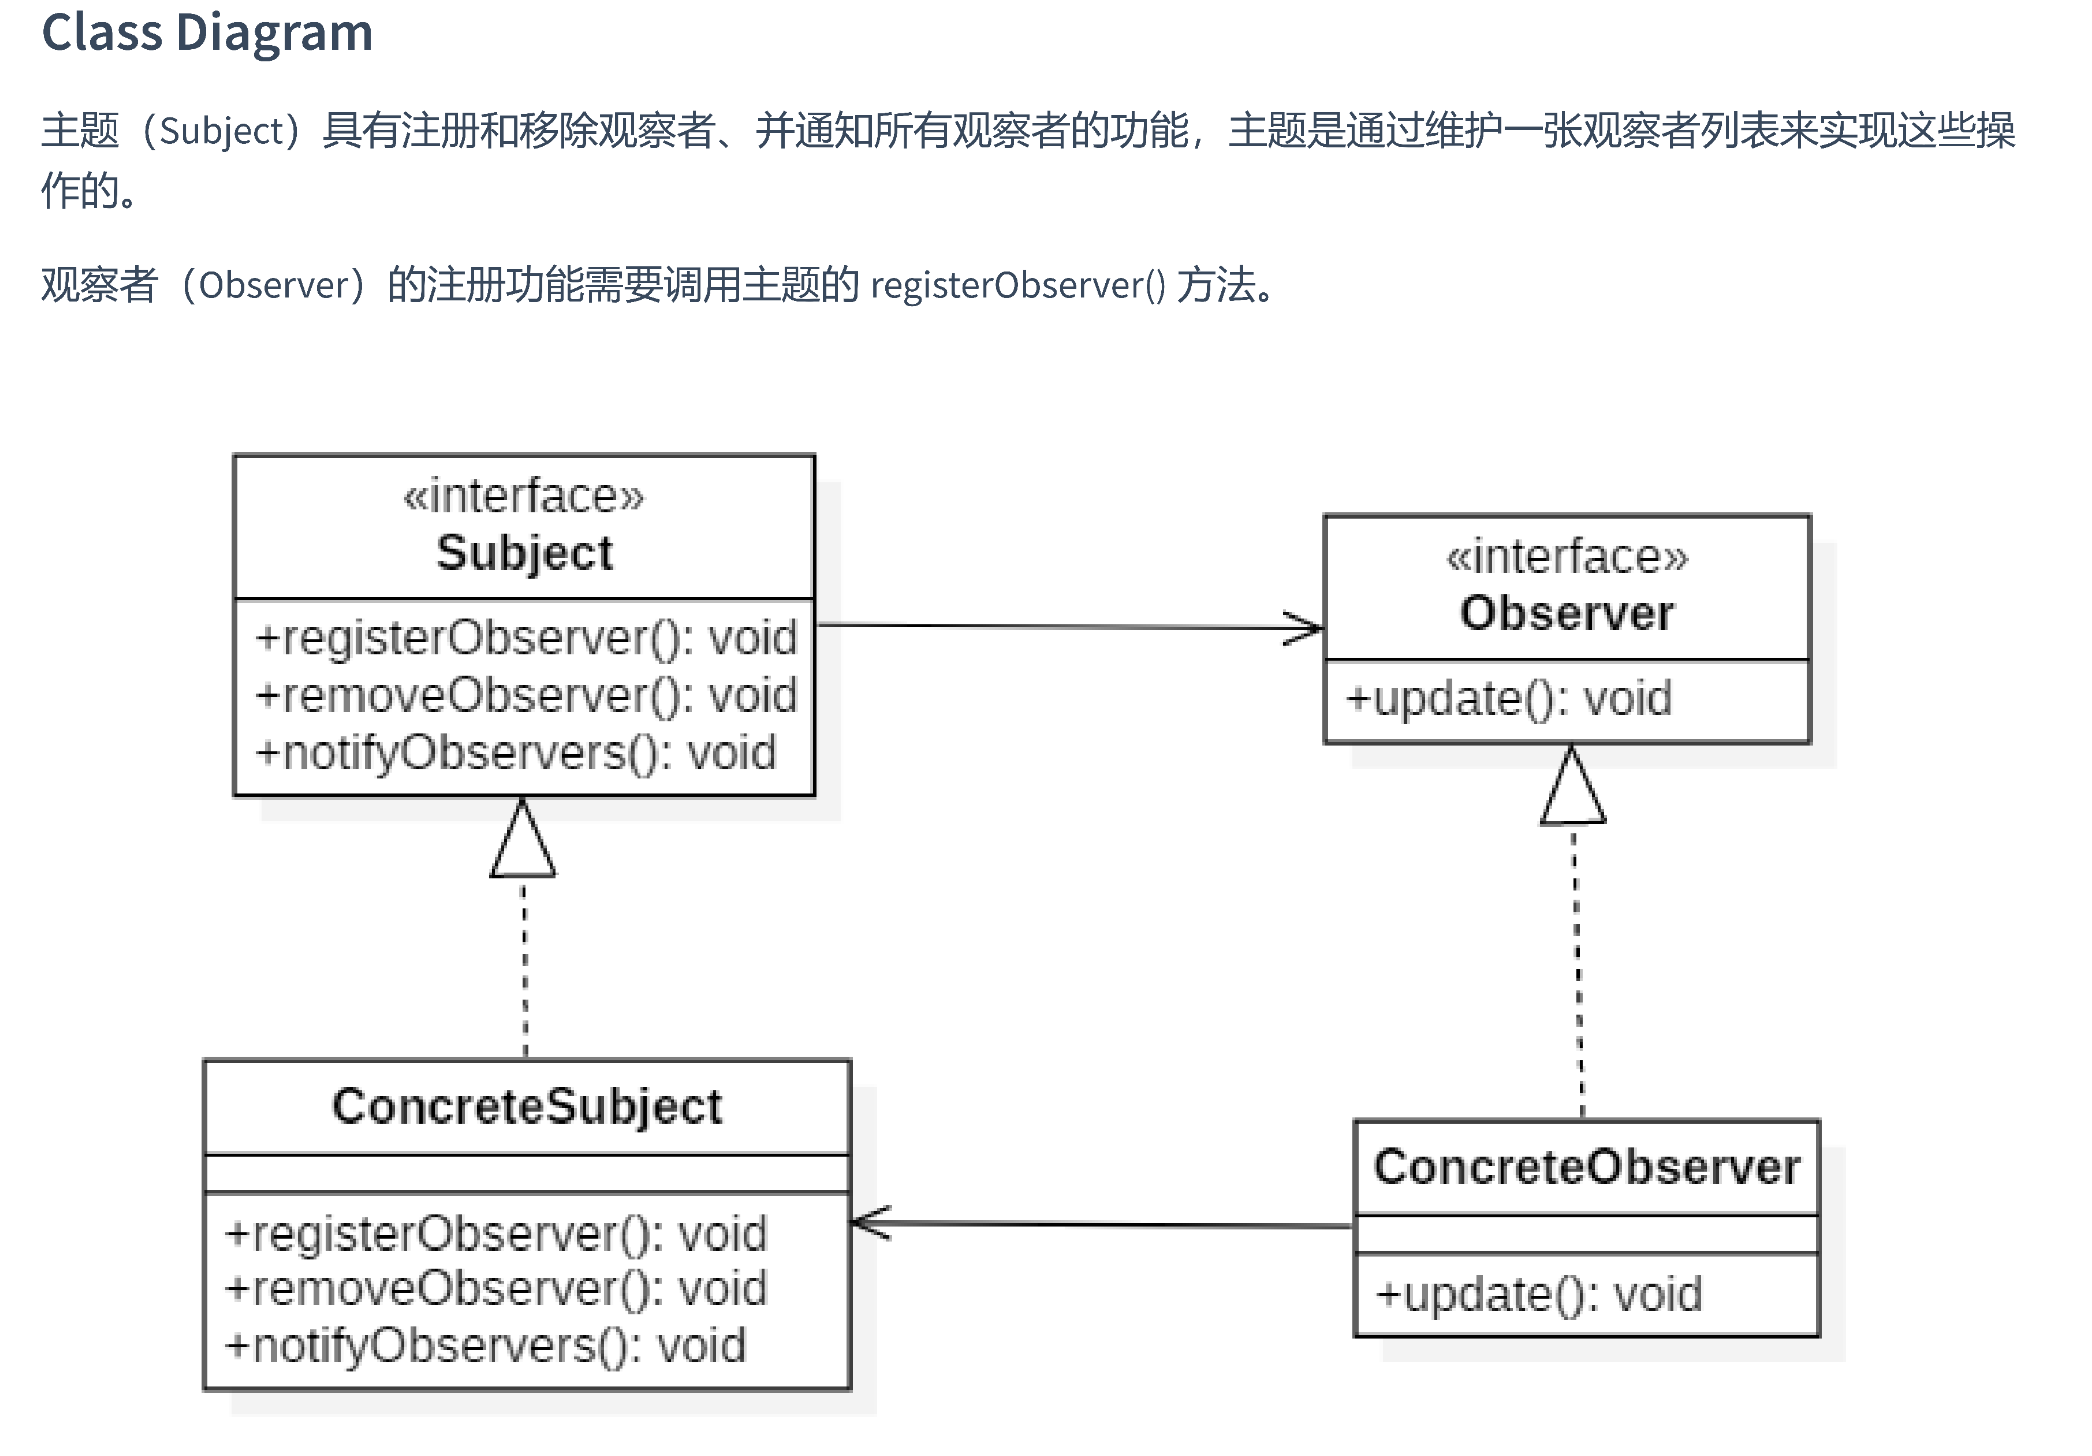 Class Diagram
主题（Subject）具有注册和移除观察者、并通知所有观察者的功能，主题是通过维护一张观察者列表来实现这些操
作的。
观察者（Observer）的注册功能需要调用主题的 registerObserver() 方法。
«interface»
Subject
+registerObserver(): void
+removeObserver(): void
+notifyObservers(): void
«interface»
Observer
+update(): void
ConcreteSubject
+registerObserver(): void
+removeObserver(): void
+notifyObservers(): void
ConcreteObserver
+update(): void